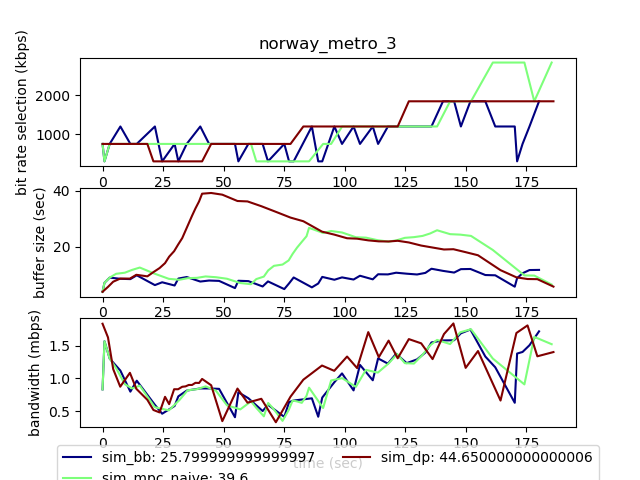 norway_metro_3
bit rate selection (kbps)
2000
1000
0 25 50 75 100 125 150 175
buffer size (sec)
40
20
0 25 50 75 100 125 150 175
bandwidth (mbps)
1.5
1.0
0.5
0 25 50 75 100 125 150 175
time (sec)
sim_bb: 25.799999999999997
sim_dp: 44.650000000000006
sim_mpc_naive: 39.6